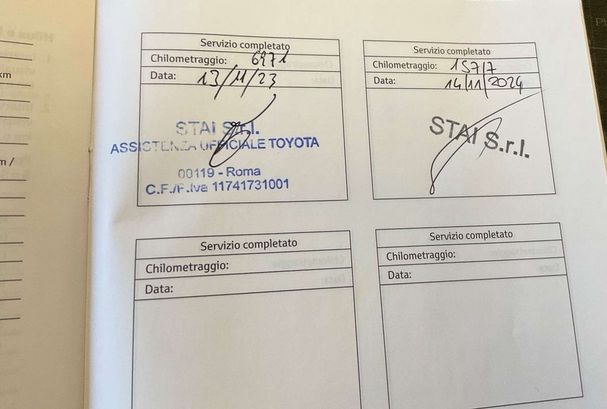 Servizio completato
Chilometraggio: 6271
Data: 13/11/23
STAI S.r.l.
ASSISTENZA UFFICIALE TOYOTA
00119 - Roma
C.F./P.Iva 11741731001
Servizio completato
Chilometraggio: 15717
Data: 14/11/2024
STAI S.r.l.
Servizio completato
Chilometraggio:
Data:
Servizio completato
Chilometraggio:
Data:
km